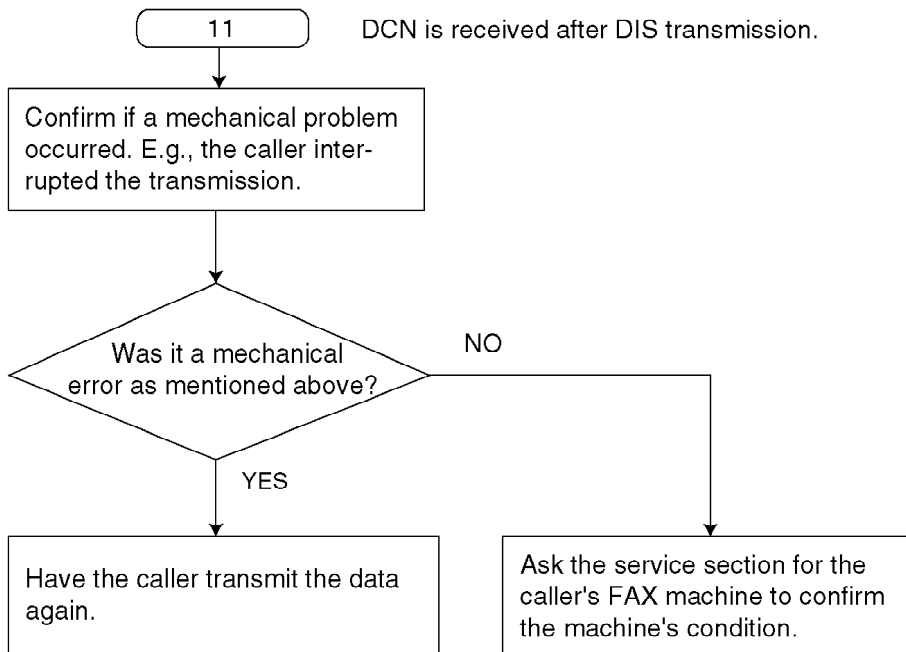 11
DCN is received after DIS transmission.
Confirm if a mechanical problem
occurred. E.g., the caller inter-
rupted the transmission.
Was it a mechanical
error as mentioned above?
NO
YES
Have the caller transmit the data
again.
Ask the service section for the
caller's FAX machine to confirm
the machine's condition.